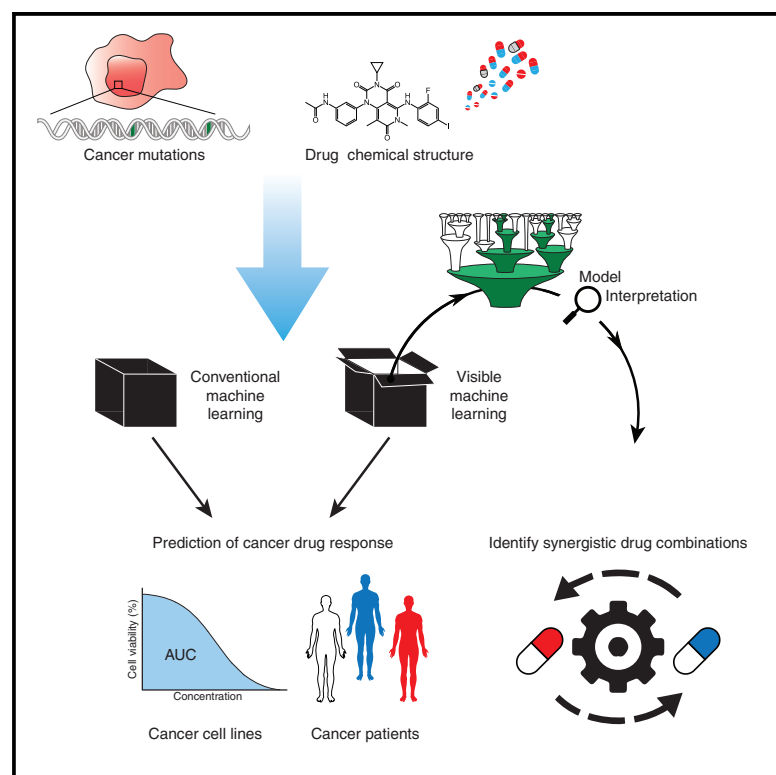 Cancer mutations
Drug chemical structure
O
N
O
F
H
N
O
N
O
HN
I
N
O
Model
Interpretation
Conventional
machine
learning
Visible
machine
learning
Prediction of cancer drug response
Identify synergistic drug combinations
Cell viability (%)
AUC
Concentration
Cancer cell lines
Cancer patients